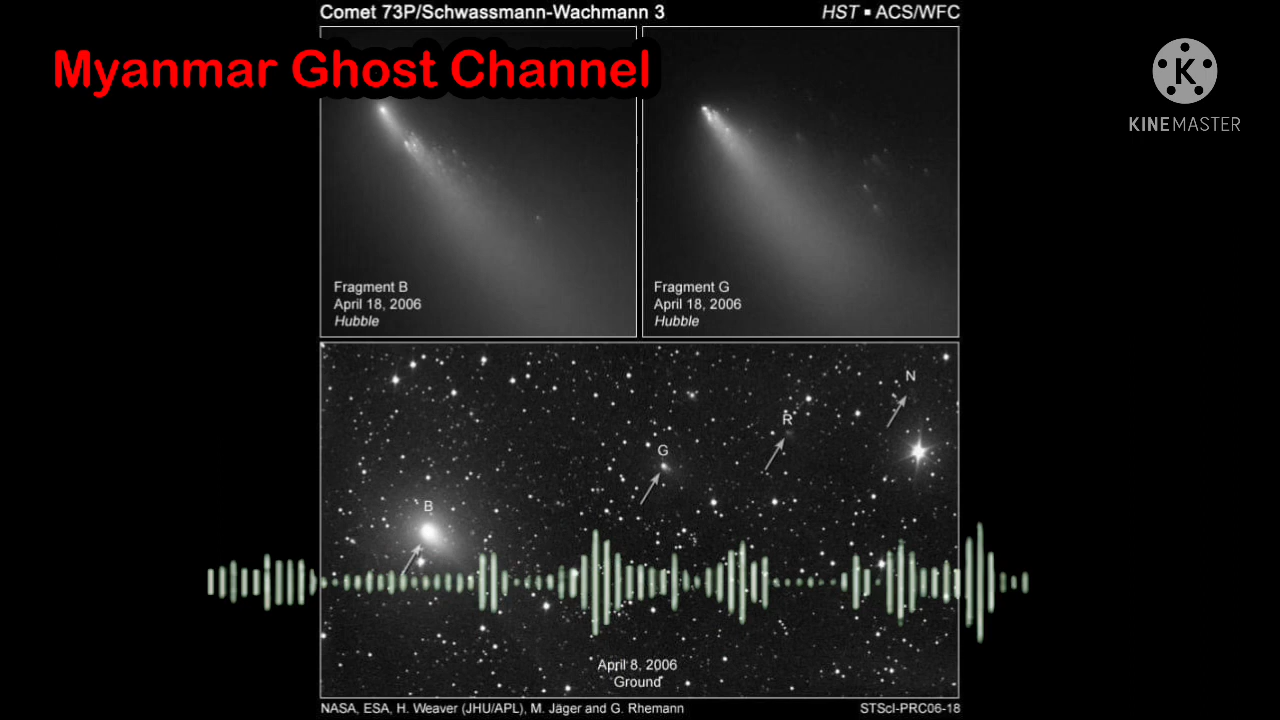 Comet 73P/Schwassmann-Wachmann 3
HST ▪ ACS/WFC
Myanmar Ghost Channel
K
KINEMASTER
Fragment B
April 18, 2006
Hubble
Fragment G
April 18, 2006
Hubble
N
R
G
B
April 8, 2006
Ground
NASA, ESA, H. Weaver (JHU/APL), M. Jäger and G. Rhemann
STScI-PRC06-18